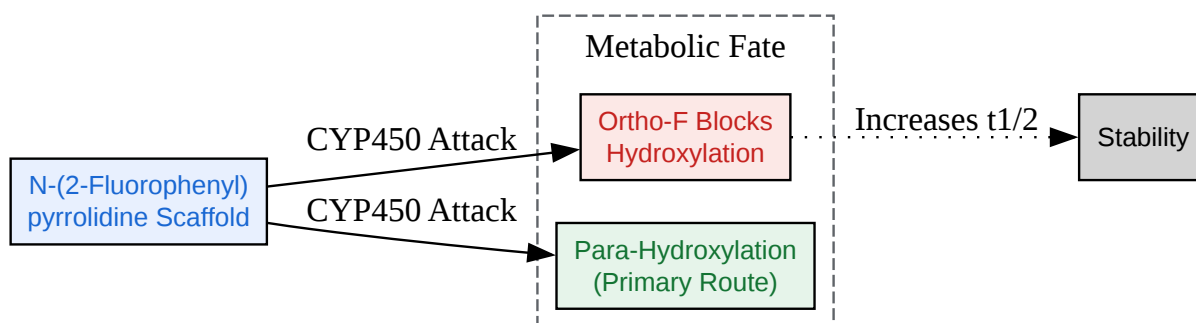 Metabolic Fate
N-(2-Fluorophenyl)
pyrrolidine Scaffold
CYP450 Attack
CYP450 Attack
Ortho-F Blocks
Hydroxylation
Para-Hydroxylation
(Primary Route)
Increases t1/2
Stability